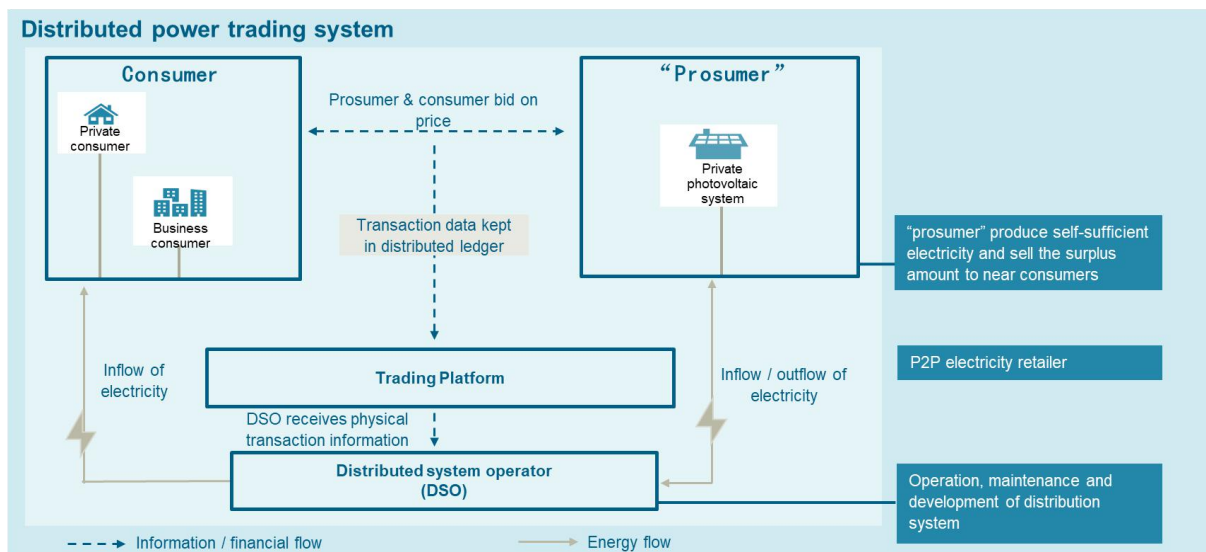 Distributed power trading system
Consumer
Private
consumer
Business
consumer
Prosumer & consumer bid on
price
Transaction data kept
in distributed ledger
“Prosumer”
Private
photovoltaic
system
“prosumer” produce self-sufficient
electricity and sell the surplus
amount to near consumers
Inflow of
electricity
Trading Platform
Inflow / outflow of
electricity
P2P electricity retailer
DSO receives physical
transaction information
Distributed system operator
(DSO)
Operation, maintenance and
development of distribution
system
Information / financial flow
Energy flow